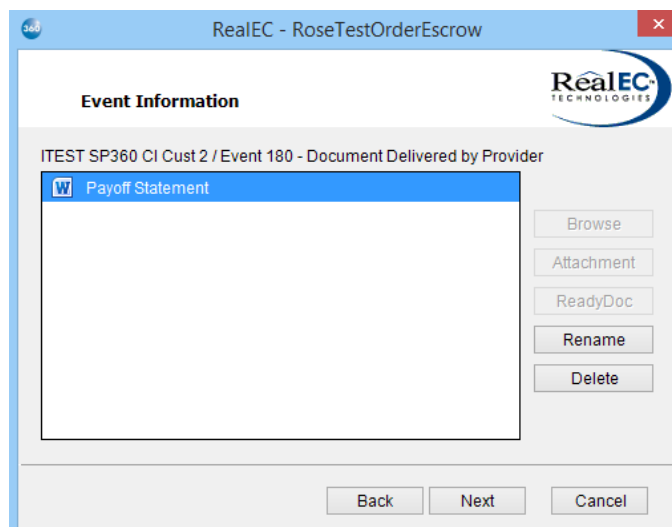 360
RealEC - RoseTestOrderEscrow
x
Event Information
RealEC
TECHNOLOGIES
ITEST SP360 CI Cust 2 / Event 180 - Document Delivered by Provider
W Payoff Statement
Browse
Attachment
ReadyDoc
Rename
Delete
Back Next Cancel